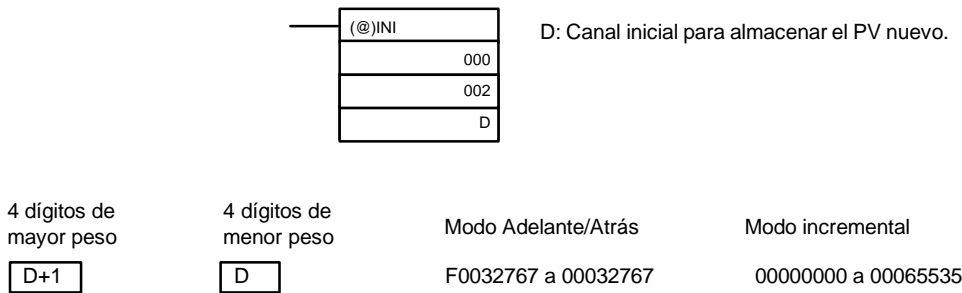 (@)INI
000
002
D
D: Canal inicial para almacenar el PV nuevo.
4 dígitos de
mayor peso
4 dígitos de
menor peso
Modo Adelante/Atrás
Modo incremental
D+1
D
F0032767 a 00032767
00000000 a 00065535